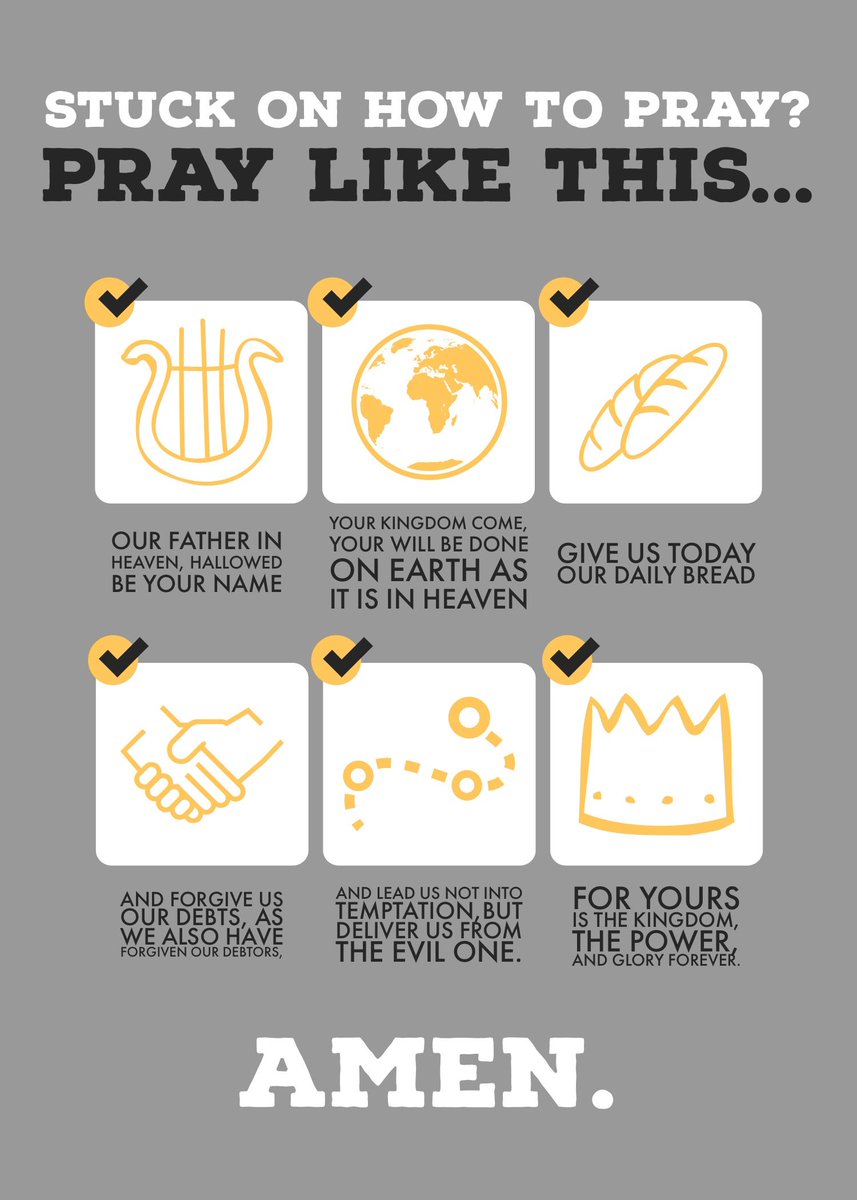 STUCK ON HOW TO PRAY?
PRAY LIKE THIS...
OUR FATHER IN
HEAVEN, HALLOWED
BE YOUR NAME
YOUR KINGDOM COME,
YOUR WILL BE DONE
ON EARTH AS
IT IS IN HEAVEN
GIVE US TODAY
OUR DAILY BREAD
AND FORGIVE US
OUR DEBTS, AS
WE ALSO HAVE
FORGIVEN OUR DEBTORS,
AND LEAD US NOT INTO
TEMPTATION, BUT
DELIVER US FROM
THE EVIL ONE.
FOR YOURS
IS THE KINGDOM,
THE POWER,
AND GLORY FOREVER.
AMEN.